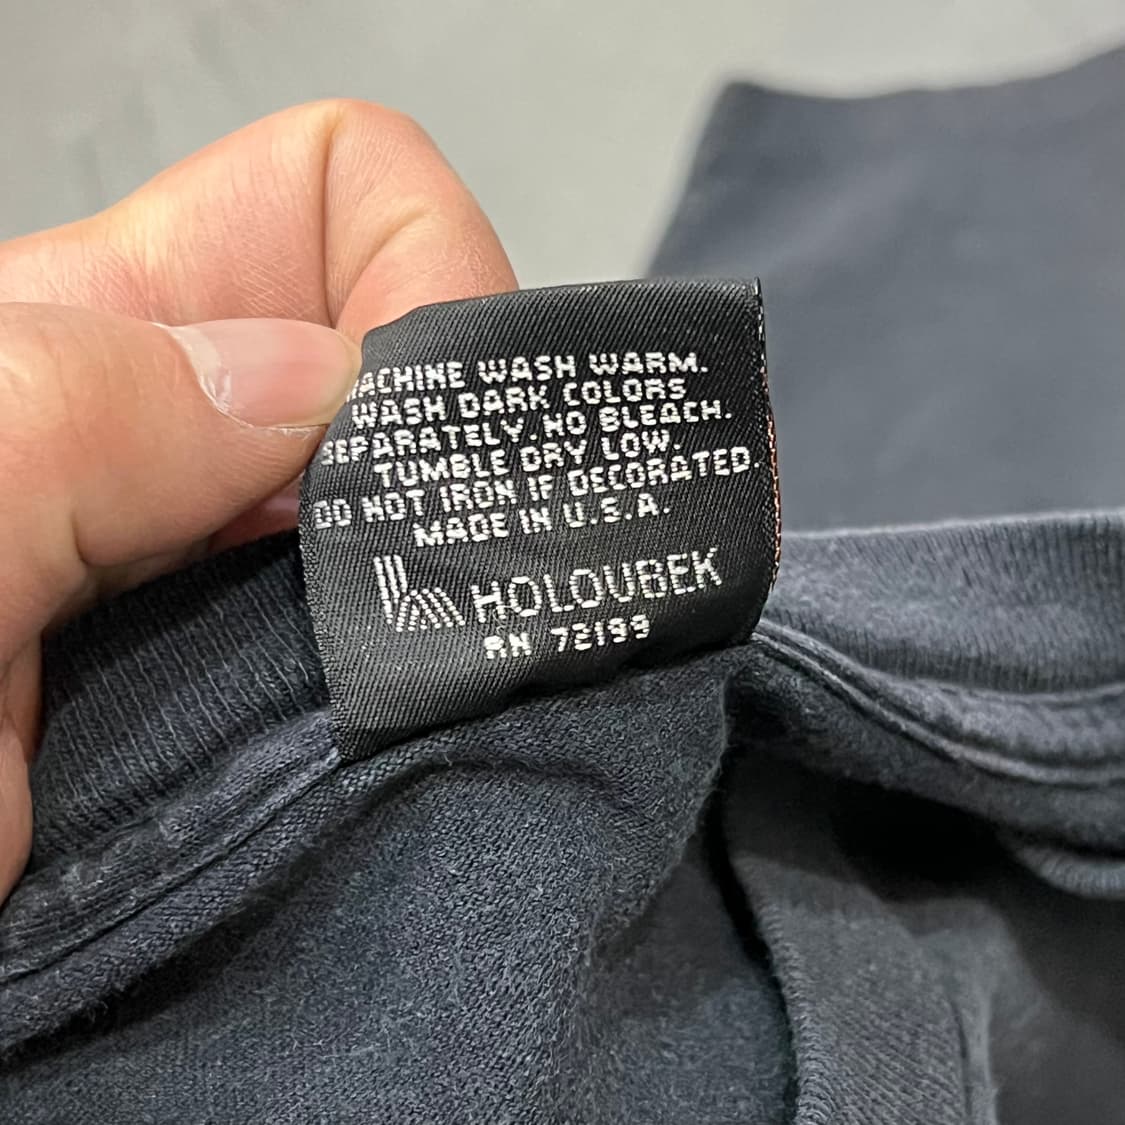 MACHINE WASH WARM.
WASH DARK COLORS
SEPARATELY. NO BLEACH.
TUMBLE DRY LOW.
DO NOT IRON IF DECORATED.
MADE IN U.S.A.
HOLOUBEK
RN 72199